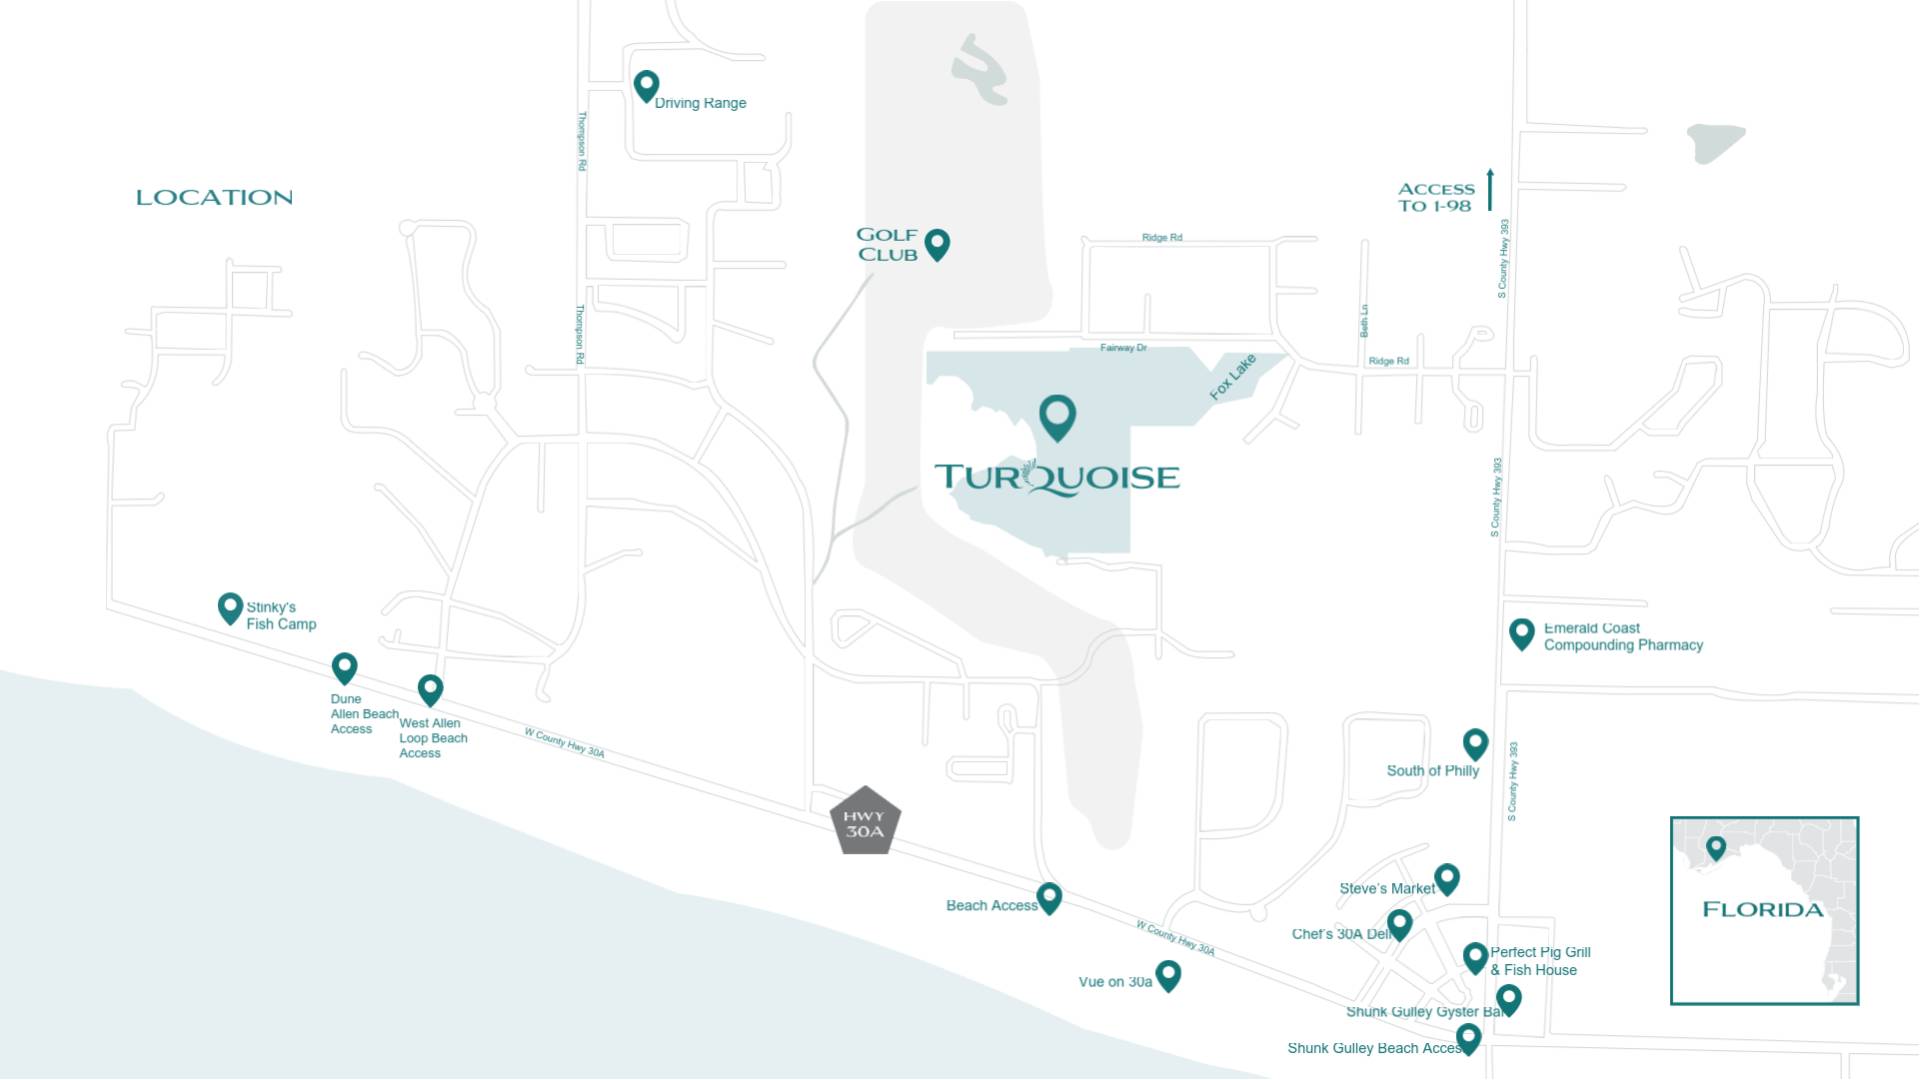 Driving Range
Thompson Rd
LOCATION
ACCESS
TO I-98
GOLF
CLUB
Ridge Rd
S County Hwy 393
Thompson Rd
Beth Ln
Fairway Dr
Ridge Rd
Fox Lake
TURQUOISE
S County Hwy 393
Stinky's
Fish Camp
Emerald Coast
Compounding Pharmacy
Dune
Allen Beach
Access
West Allen
Loop Beach
Access
W County Hwy 30A
South of Philly
S County Hwy 393
HWY
30A
Steve's Market
Beach Access
FLORIDA
Chef's 30A Deli
W County Hwy 30A
Perfect Pig Grill
& Fish House
Vue on 30a
Shunk Gulley Gyster Bar
Shunk Gulley Beach Access